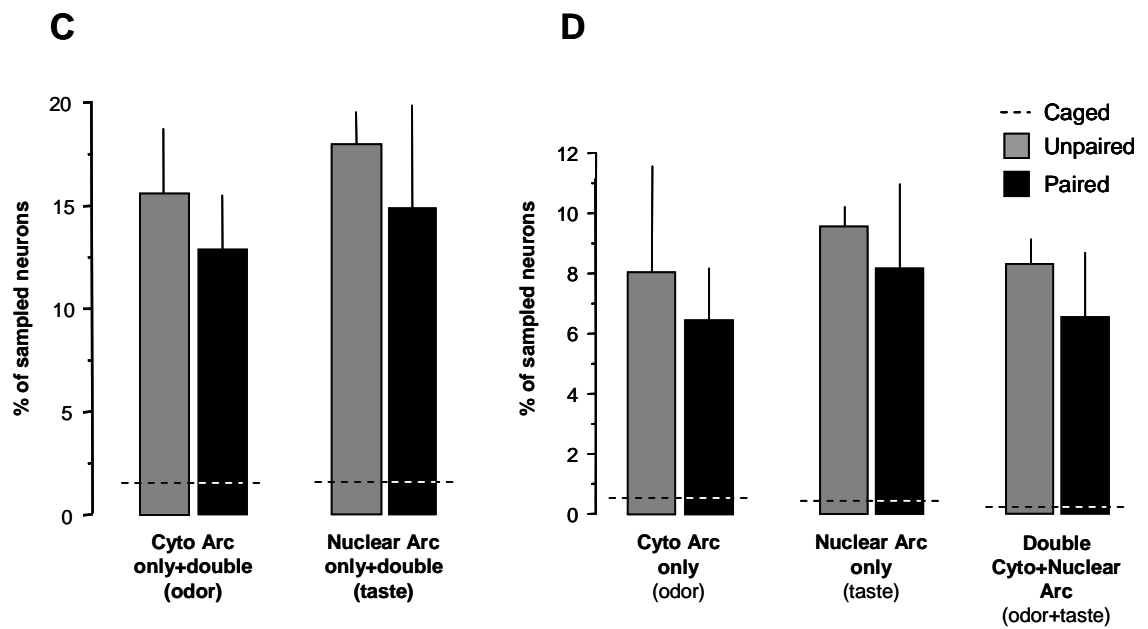 C
% of sampled neurons
20
15
10
5
0
Cyto Arc
only+double
(odor)
Nuclear Arc
only+double
(taste)
D
Caged
Unpaired
Paired
% of sampled neurons
12
10
8
6
4
2
0
Cyto Arc
only
(odor)
Nuclear Arc
only
(taste)
Double
Cyto+Nuclear
Arc
(odor+taste)